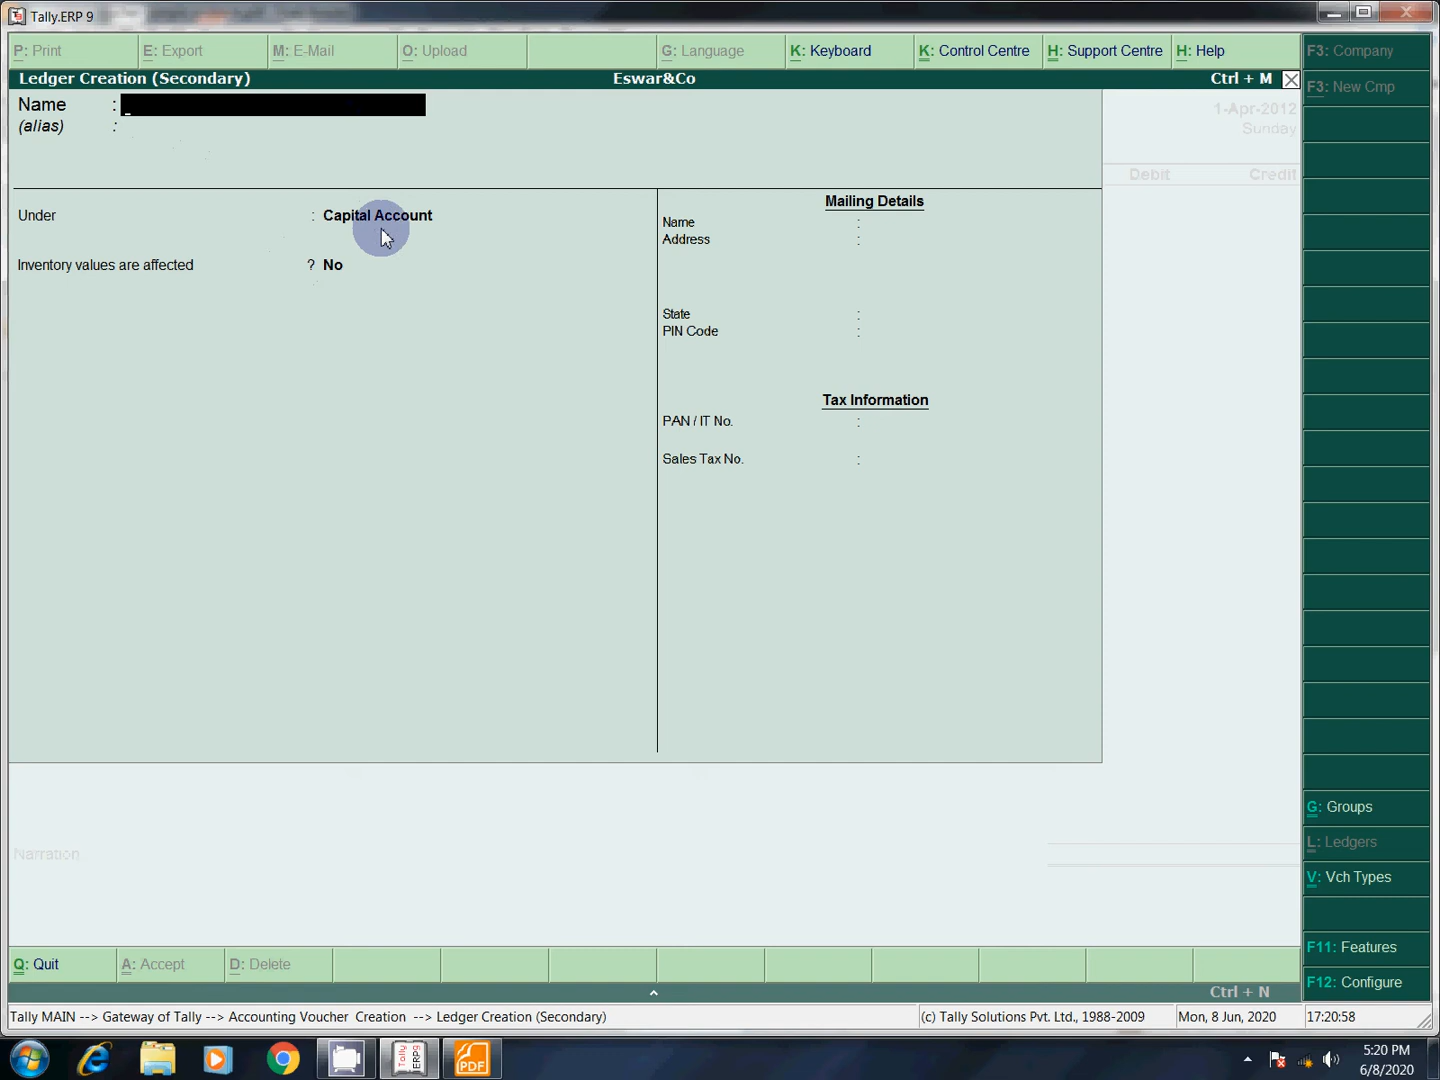 Tally.ERP 9
P: Print
E: Export
M: E-Mail
O: Upload
G: Language
K: Keyboard
K: Control Centre
H: Support Centre
H: Help
F3: Company
Ledger Creation (Secondary)
Eswar&Co
Ctrl + M
F3: New Cmp
Name :
(alias) :
1-Apr-2012
Sunday
Debit
Credit
Under : Capital Account
Inventory values are affected ? No
Mailing Details
Name :
Address :
State :
PIN Code :
Tax Information
PAN / IT No. :
Sales Tax No. :
G: Groups
L: Ledgers
V: Vch Types
F11: Features
F12: Configure
Narration
Q: Quit
A: Accept
D: Delete
Ctrl + N
Tally MAIN --> Gateway of Tally --> Accounting Voucher Creation --> Ledger Creation (Secondary)
(c) Tally Solutions Pvt. Ltd., 1988-2009
Mon, 8 Jun, 2020
17:20:58
Tally
ERP9
PDF
5:20 PM
6/8/2020